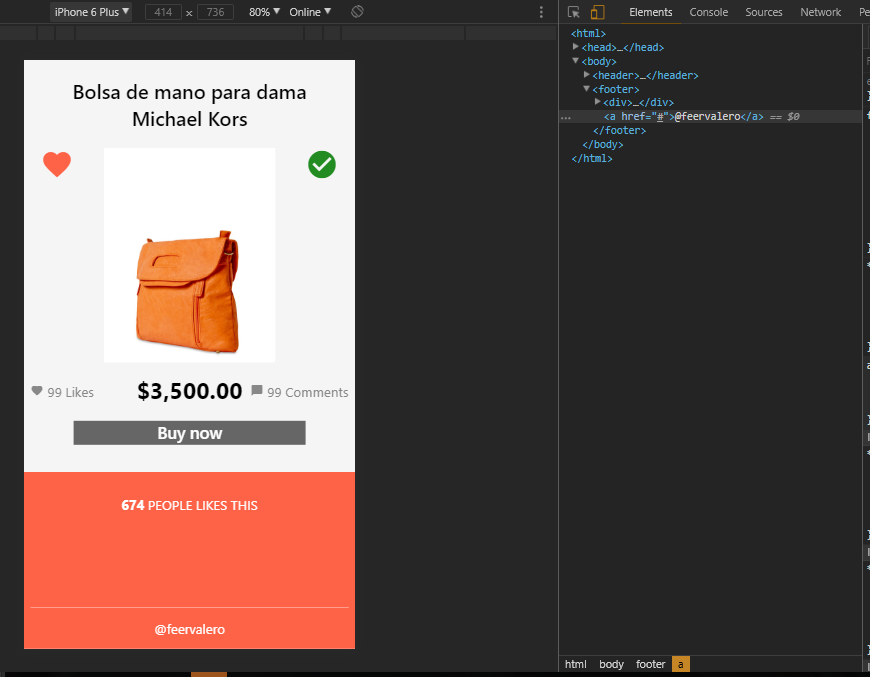 iPhone 6 Plus ▼ 414 x 736 80% ▼ Online ▼
Elements Console Sources Network Pe
Bolsa de mano para dama
Michael Kors
99 Likes $3,500.00 99 Comments
Buy now
674 PEOPLE LIKES THIS
@feervalero
<html>
▶<head>…</head>
▼<body>
▶<header>…</header>
▼<footer>
▶<div>…</div>
... <a href="#">@feervalero</a> == $0
</footer>
</body>
</html>
html body footer a